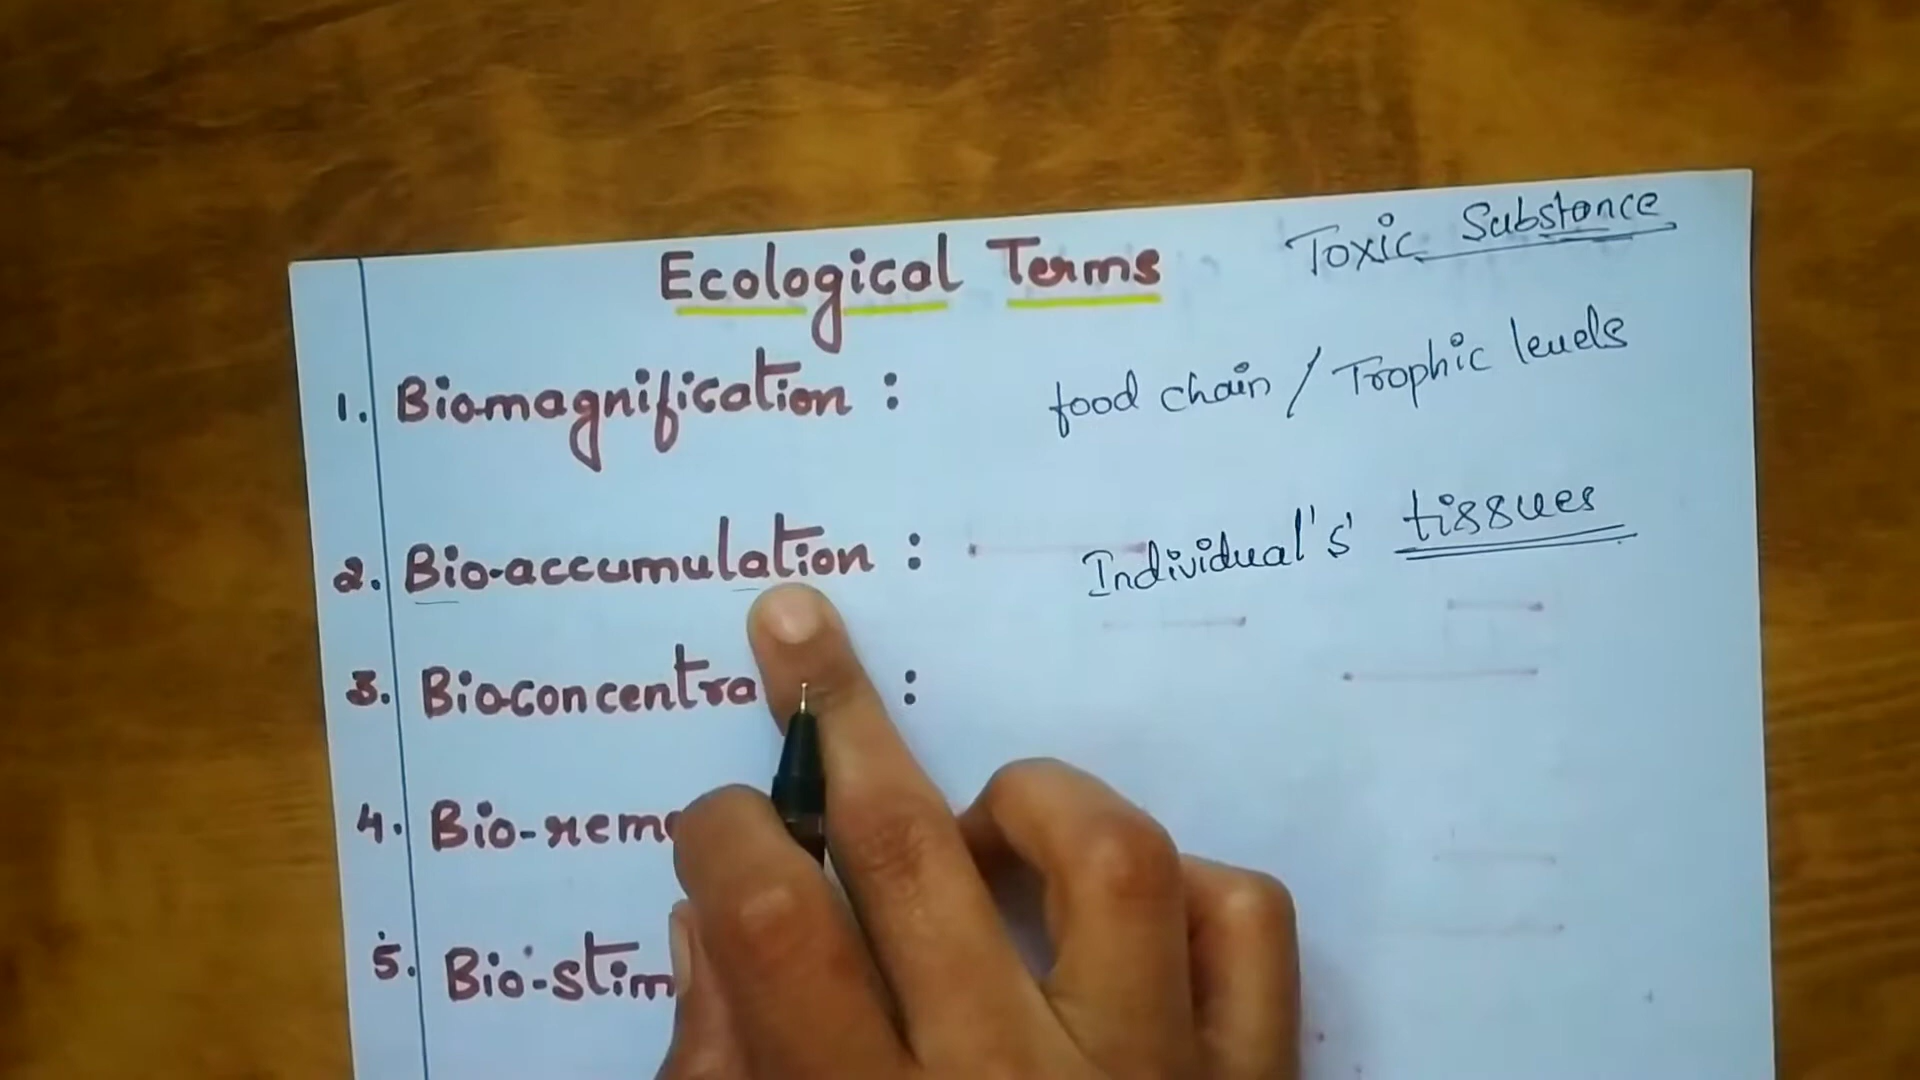 Ecological Terms Toxic Substance
1. Biomagnification : food chain / Trophic levels
2. Bio-accumulation : Individual's' tissues
3. Bioconcentra :
4. Bio-reme
5. Bio-stim